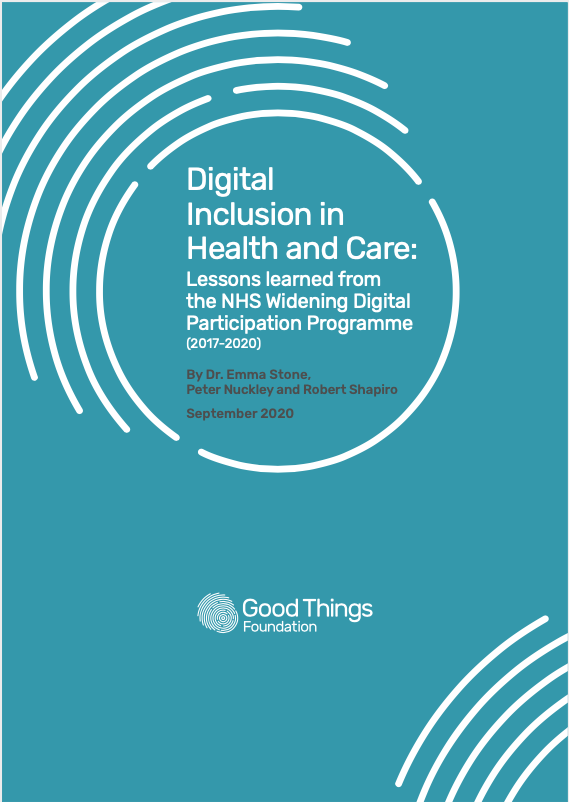 Digital
Inclusion in
Health and Care:
Lessons learned from
the NHS Widening Digital
Participation Programme
(2017-2020)
By Dr. Emma Stone,
Peter Nuckley and Robert Shapiro
September 2020
Good Things
Foundation